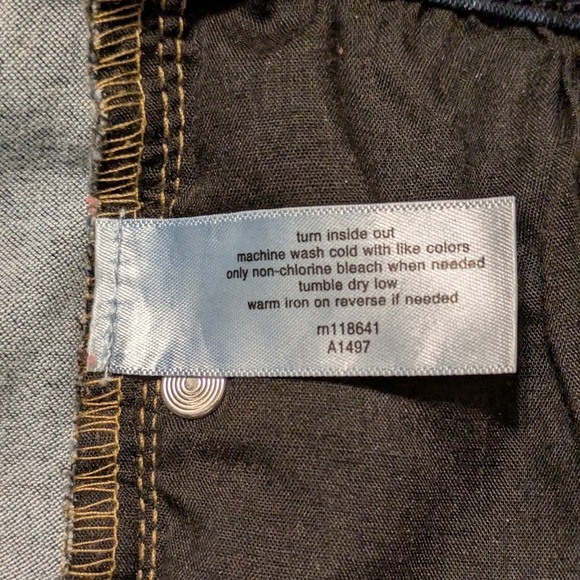 turn inside out
machine wash cold with like colors
only non-chlorine bleach when needed
tumble dry low
warm iron on reverse if needed
rn118641
A1497